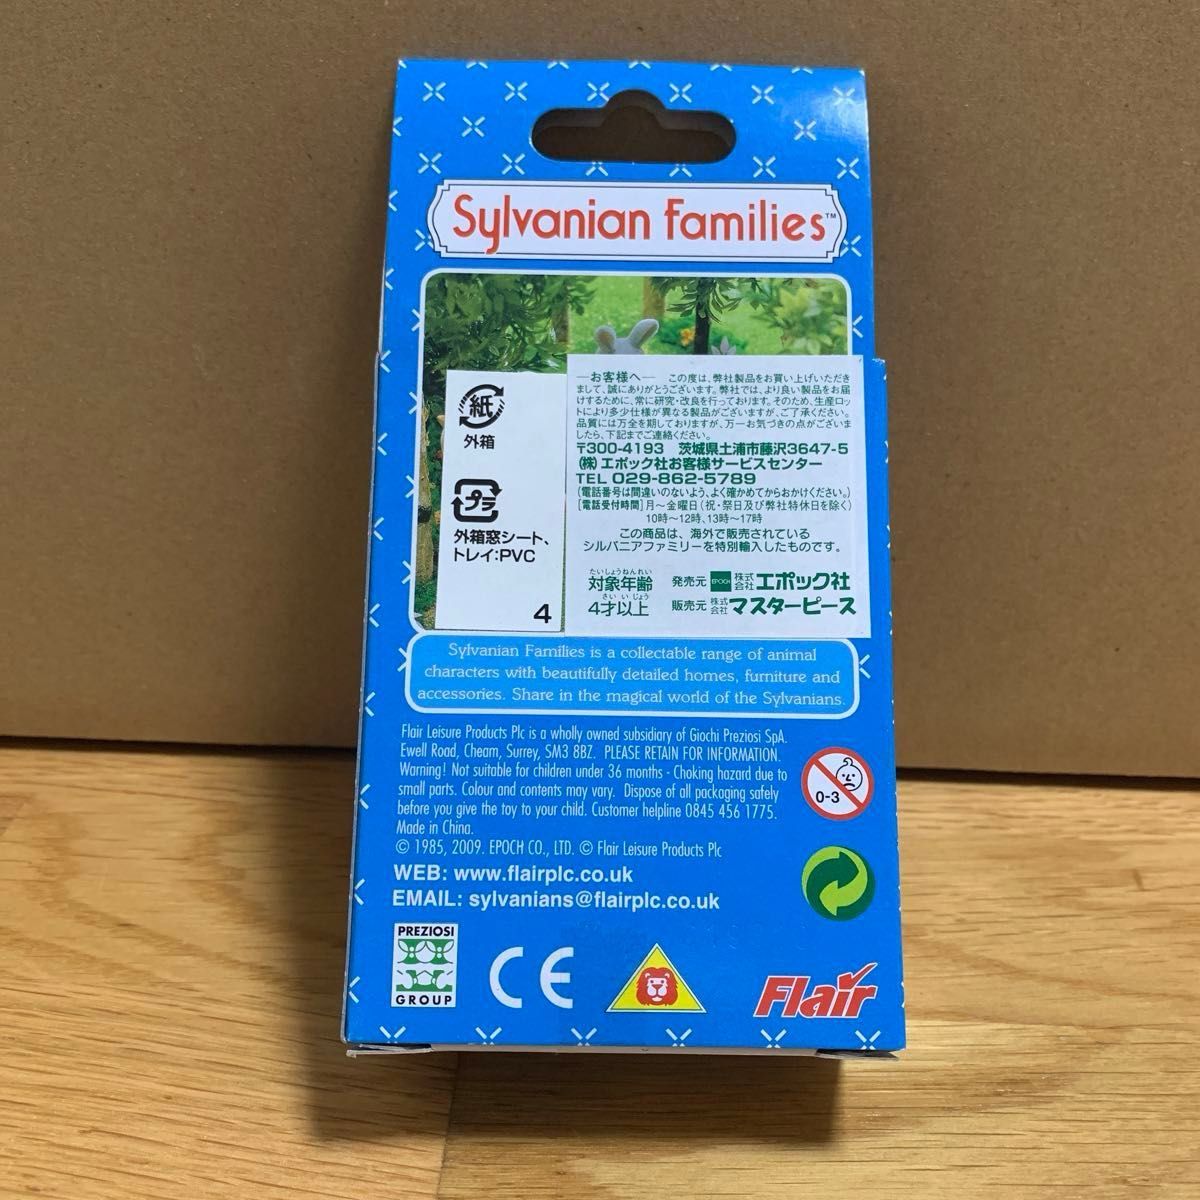 Sylvanian Families™
紙
外箱
プラ
外箱窓シート、
トレイ:PVC
4
―お客様へ― この度は、弊社製品をお買い上げいただき
まして、誠にありがとうございます。弊社では、より良い製品をお届
けするために、常に研究・改良を行っております。そのため、生産ロッ
トにより多少仕様が異なる製品がございますが、ご了承ください。
品質には万全を期しておりますが、万一お気づきの点がございま
したら、下記までご連絡ください。
〒300-4193 茨城県土浦市藤沢3647-5
(株)エポック社お客様サービスセンター
TEL 029-862-5789
(電話番号は間違いのないよう、よく確かめてからおかけください。)
[電話受付時間]月～金曜日(祝・祭日及び弊社特休日を除く)
10時～12時、13時～17時
この商品は、海外で販売されている
シルバニアファミリーを特別輸入したものです。
たいしょうねんれい
対象年齢
さい いじょう
4才以上
発売元 EPOCH 株式会社エポック社
販売元 株式会社マスターピース
Sylvanian Families is a collectable range of animal
characters with beautifully detailed homes, furniture and
accessories. Share in the magical world of the Sylvanians.
Flair Leisure Products Plc is a wholly owned subsidiary of Giochi Preziosi SpA.
Ewell Road, Cheam, Surrey, SM3 8BZ. PLEASE RETAIN FOR INFORMATION.
Warning! Not suitable for children under 36 months - Choking hazard due to
small parts. Colour and contents may vary. Dispose of all packaging safely
before you give the toy to your child. Customer helpline 0845 456 1775.
Made in China.
© 1985, 2009. EPOCH CO., LTD. © Flair Leisure Products Plc
0-3
WEB: www.flairplc.co.uk
EMAIL: sylvanians@flairplc.co.uk
PREZIOSI
GROUP
CE
Flair